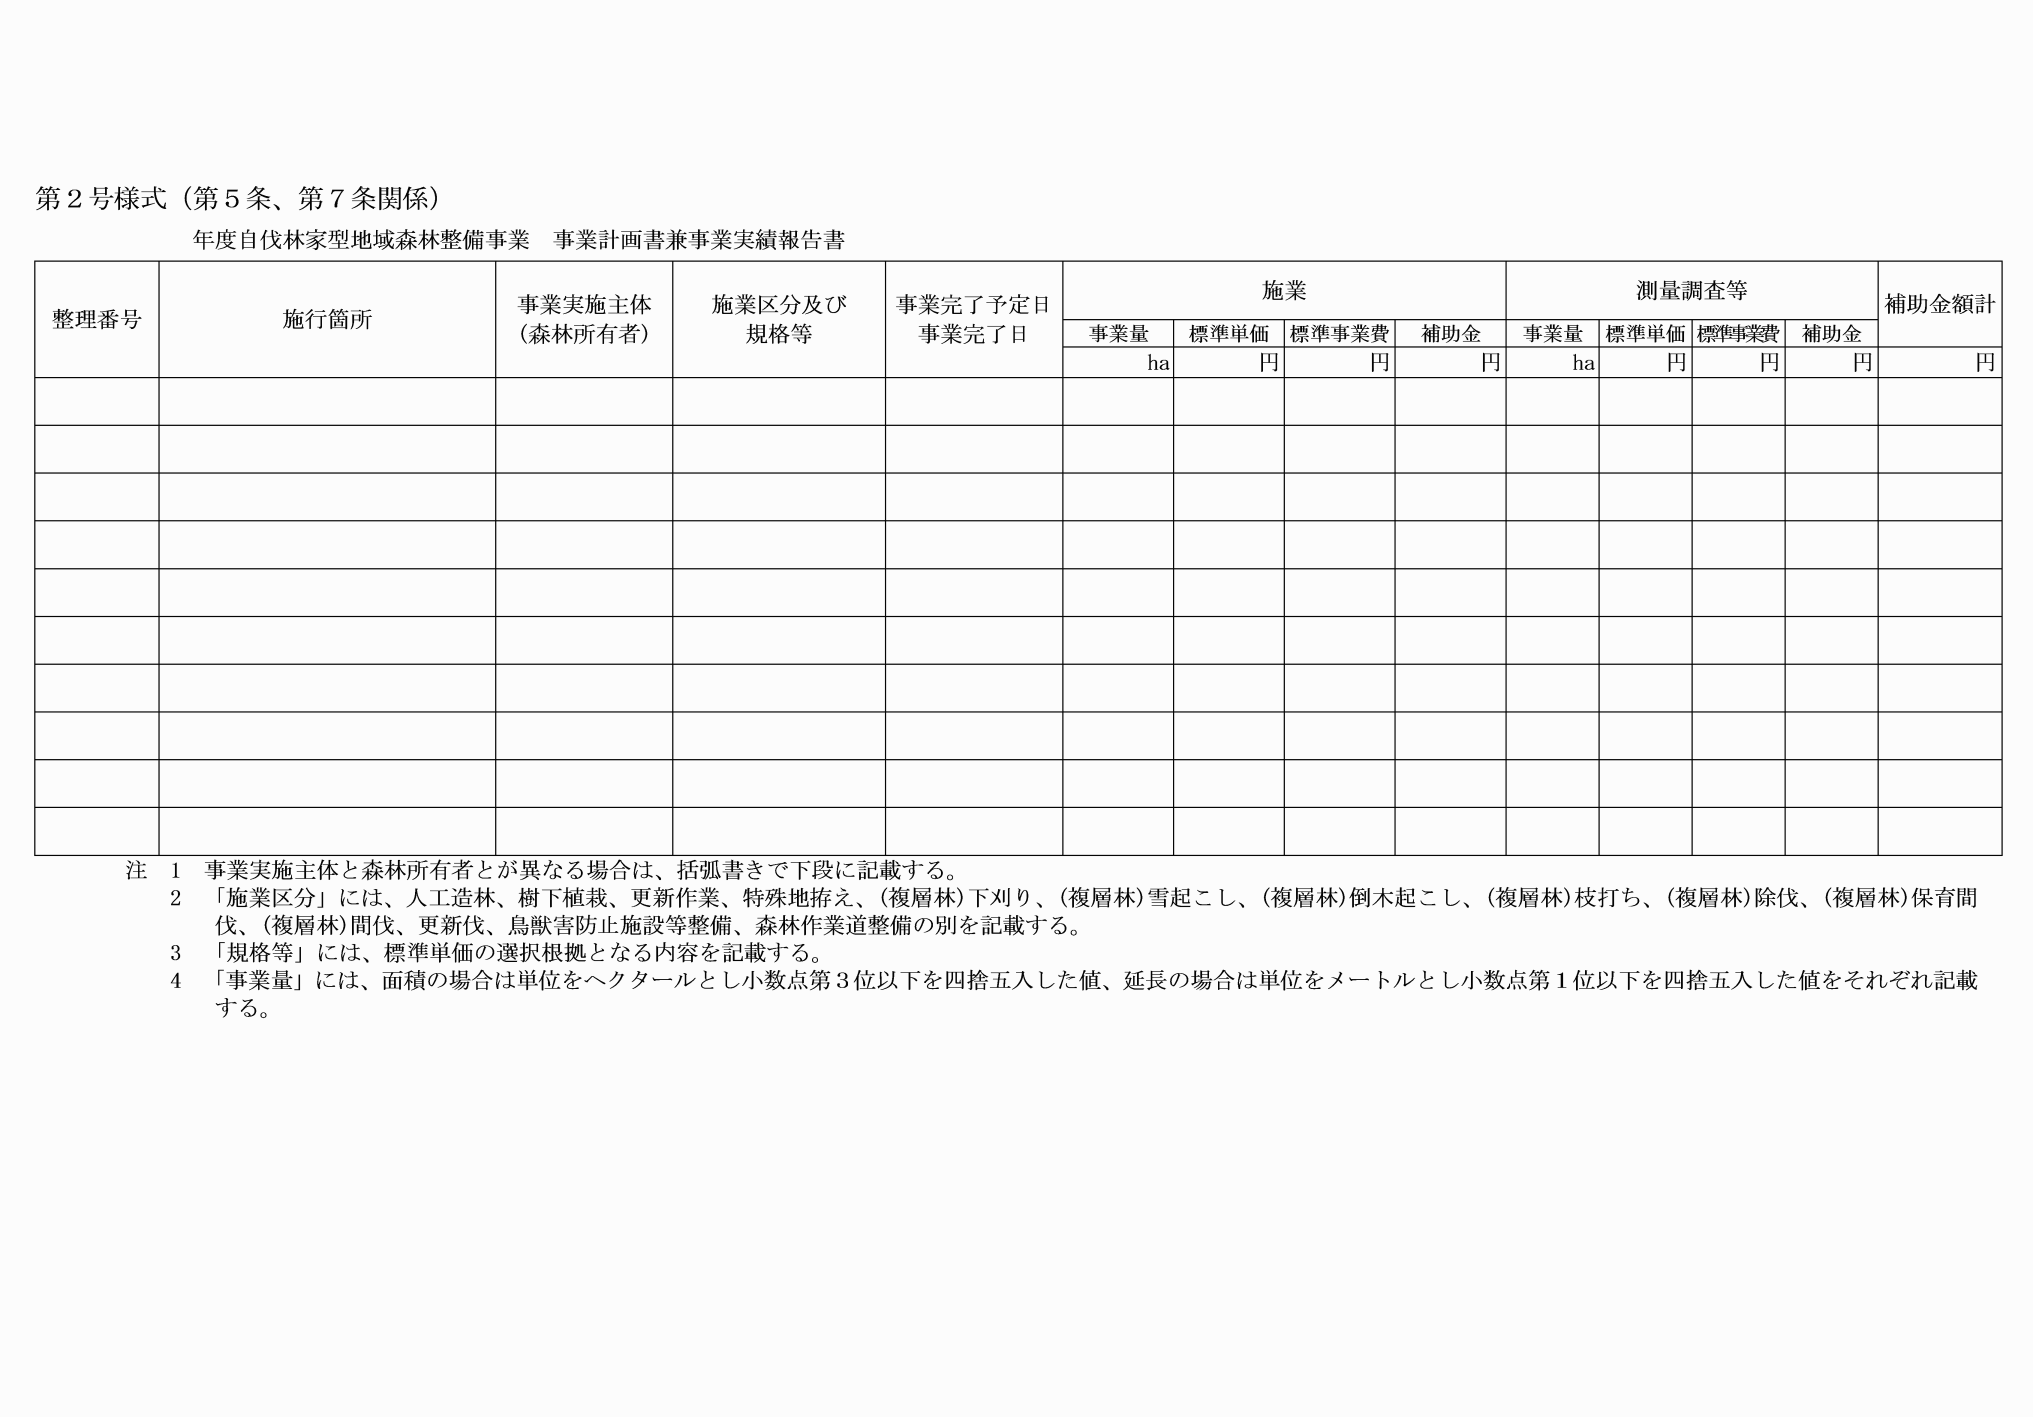 第２号様式（第５条、第７条関係）
年度自伐林家型地域森林整備事業　事業計画書兼事業実績報告書
整理番号
施行箇所
事業実施主体
(森林所有者)
施業区分及び
規格等
事業完了予定日
事業完了日
施業
測量調査等
補助金額計
事業量
標準単価
標準事業費
補助金
事業量
標準単価
標準事業費
補助金
ha
円
円
円
ha
円
円
円
円
注　1　事業実施主体と森林所有者とが異なる場合は、括弧書きで下段に記載する。
2　「施業区分」には、人工造林、樹下植栽、更新作業、特殊地拵え、(複層林)下刈り、(複層林)雪起こし、(複層林)倒木起こし、(複層林)枝打ち、(複層林)除伐、(複層林)保育間
伐、(複層林)間伐、更新伐、鳥獣害防止施設等整備、森林作業道整備の別を記載する。
3　「規格等」には、標準単価の選択根拠となる内容を記載する。
4　「事業量」には、面積の場合は単位をヘクタールとし小数点第３位以下を四捨五入した値、延長の場合は単位をメートルとし小数点第１位以下を四捨五入した値をそれぞれ記載
する。